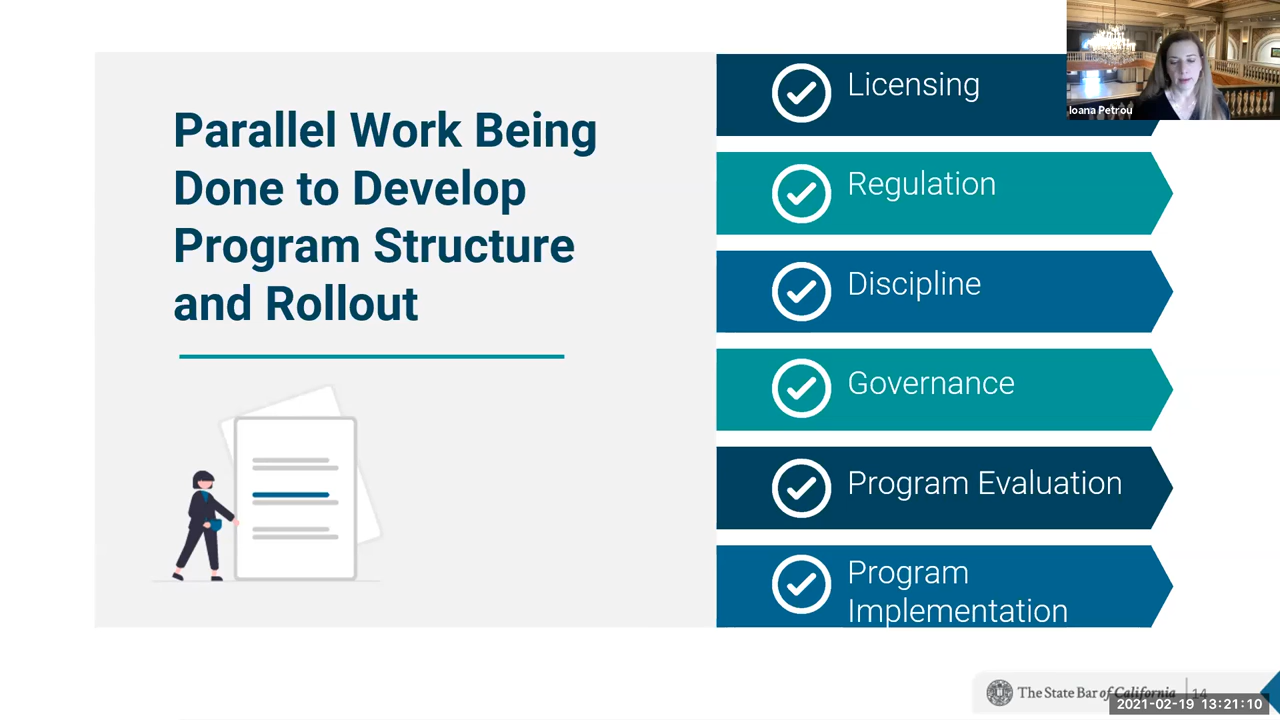 Parallel Work Being
Done to Develop
Program Structure
and Rollout
Licensing
Regulation
Discipline
Governance
Program Evaluation
Program
Implementation
Ioana Petrou
The State Bar of California
14
2021-02-19 13:21:10